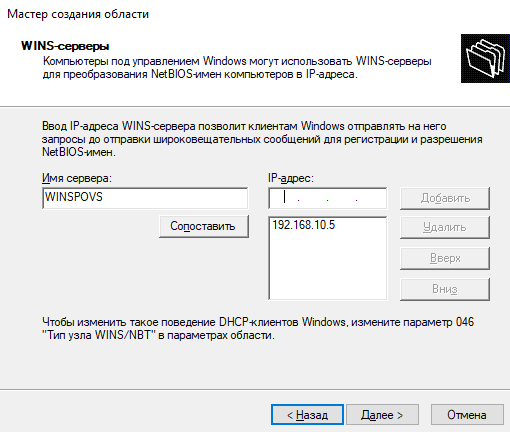 Мастер создания области
WINS-серверы
Компьютеры под управлением Windows могут использовать WINS-серверы
для преобразования NetBIOS-имен компьютеров в IP-адреса.
Ввод IP-адреса WINS-сервера позволит клиентам Windows отправлять на него
запросы до отправки широковещательных сообщений для регистрации и разрешения
NetBIOS-имен.
Имя сервера:
IP-адрес:
WINSPOVS
. . .
Добавить
Сопоставить
192.168.10.5
Удалить
Вверх
Вниз
Чтобы изменить такое поведение DHCP-клиентов Windows, измените параметр 046
"Тип узла WINS/NBT" в параметрах области.
< Назад
Далее >
Отмена